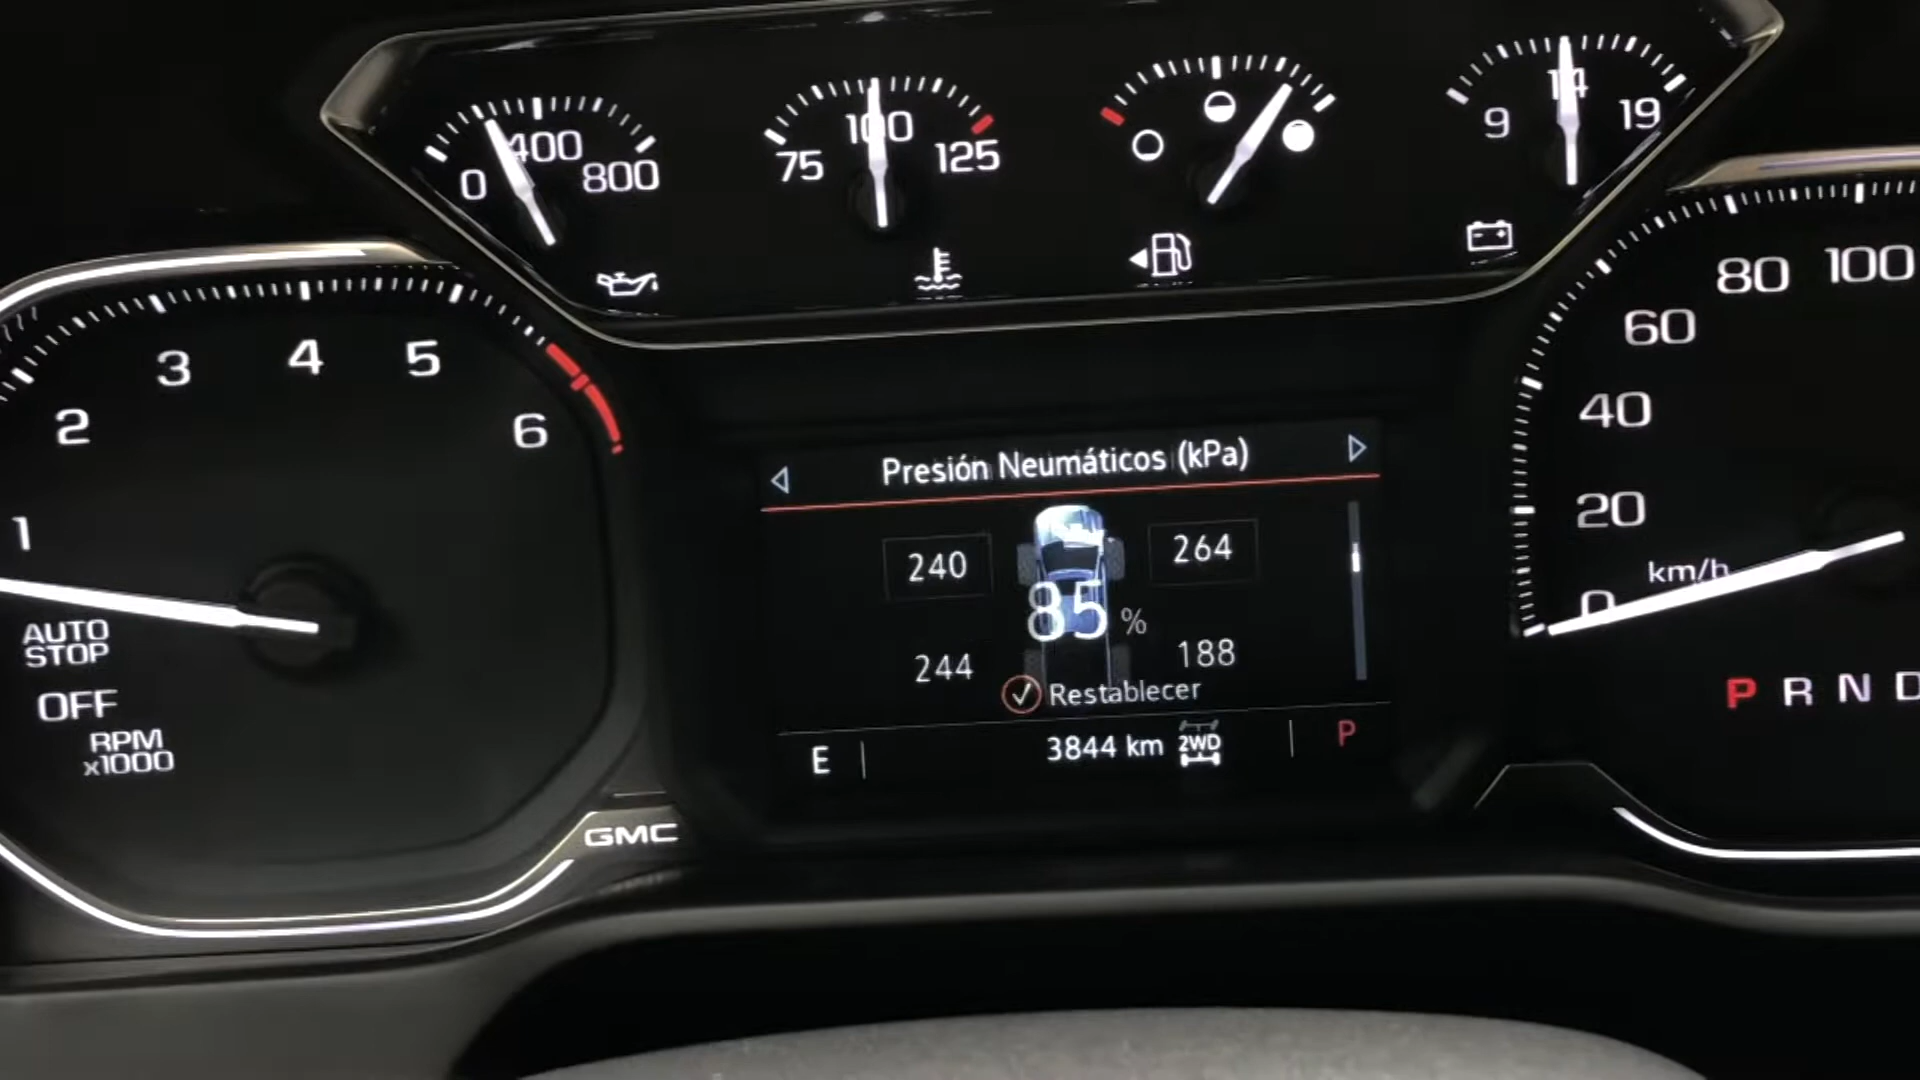 0 400 800
75 100 125
9 14 19
1 2 3 4 5 6
AUTO
STOP
OFF
RPM
x1000
GMC
Presión Neumáticos (kPa)
240 264
85 %
244 188
Restablecer
E 3844 km 2WD P
0 20 40 60 80 100
km/h
P R N D